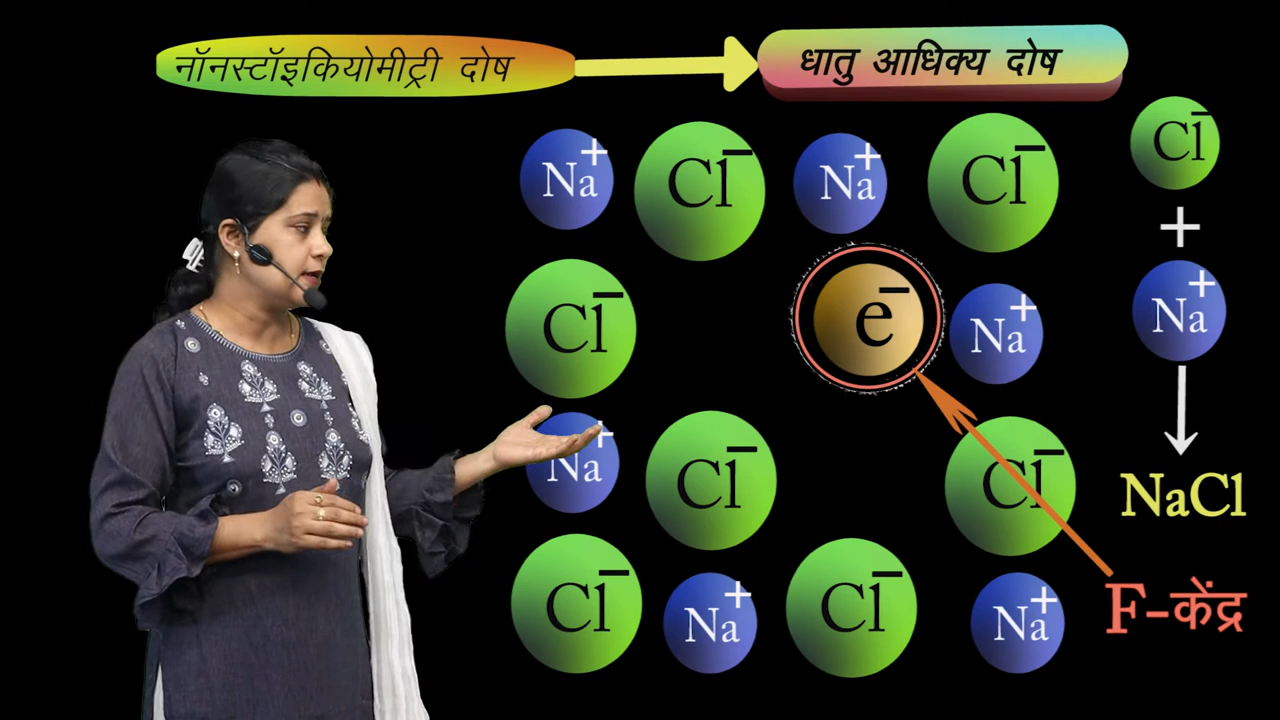 नॉनस्टॉइकियोमीट्री दोष
धातु आधिक्य दोष
Na+ Cl− Na+ Cl− Cl−
+
Cl− e− Na+ Na+
Na+ Cl− Cl− NaCl
Cl− Na+ Cl− Na+ F-केंद्र